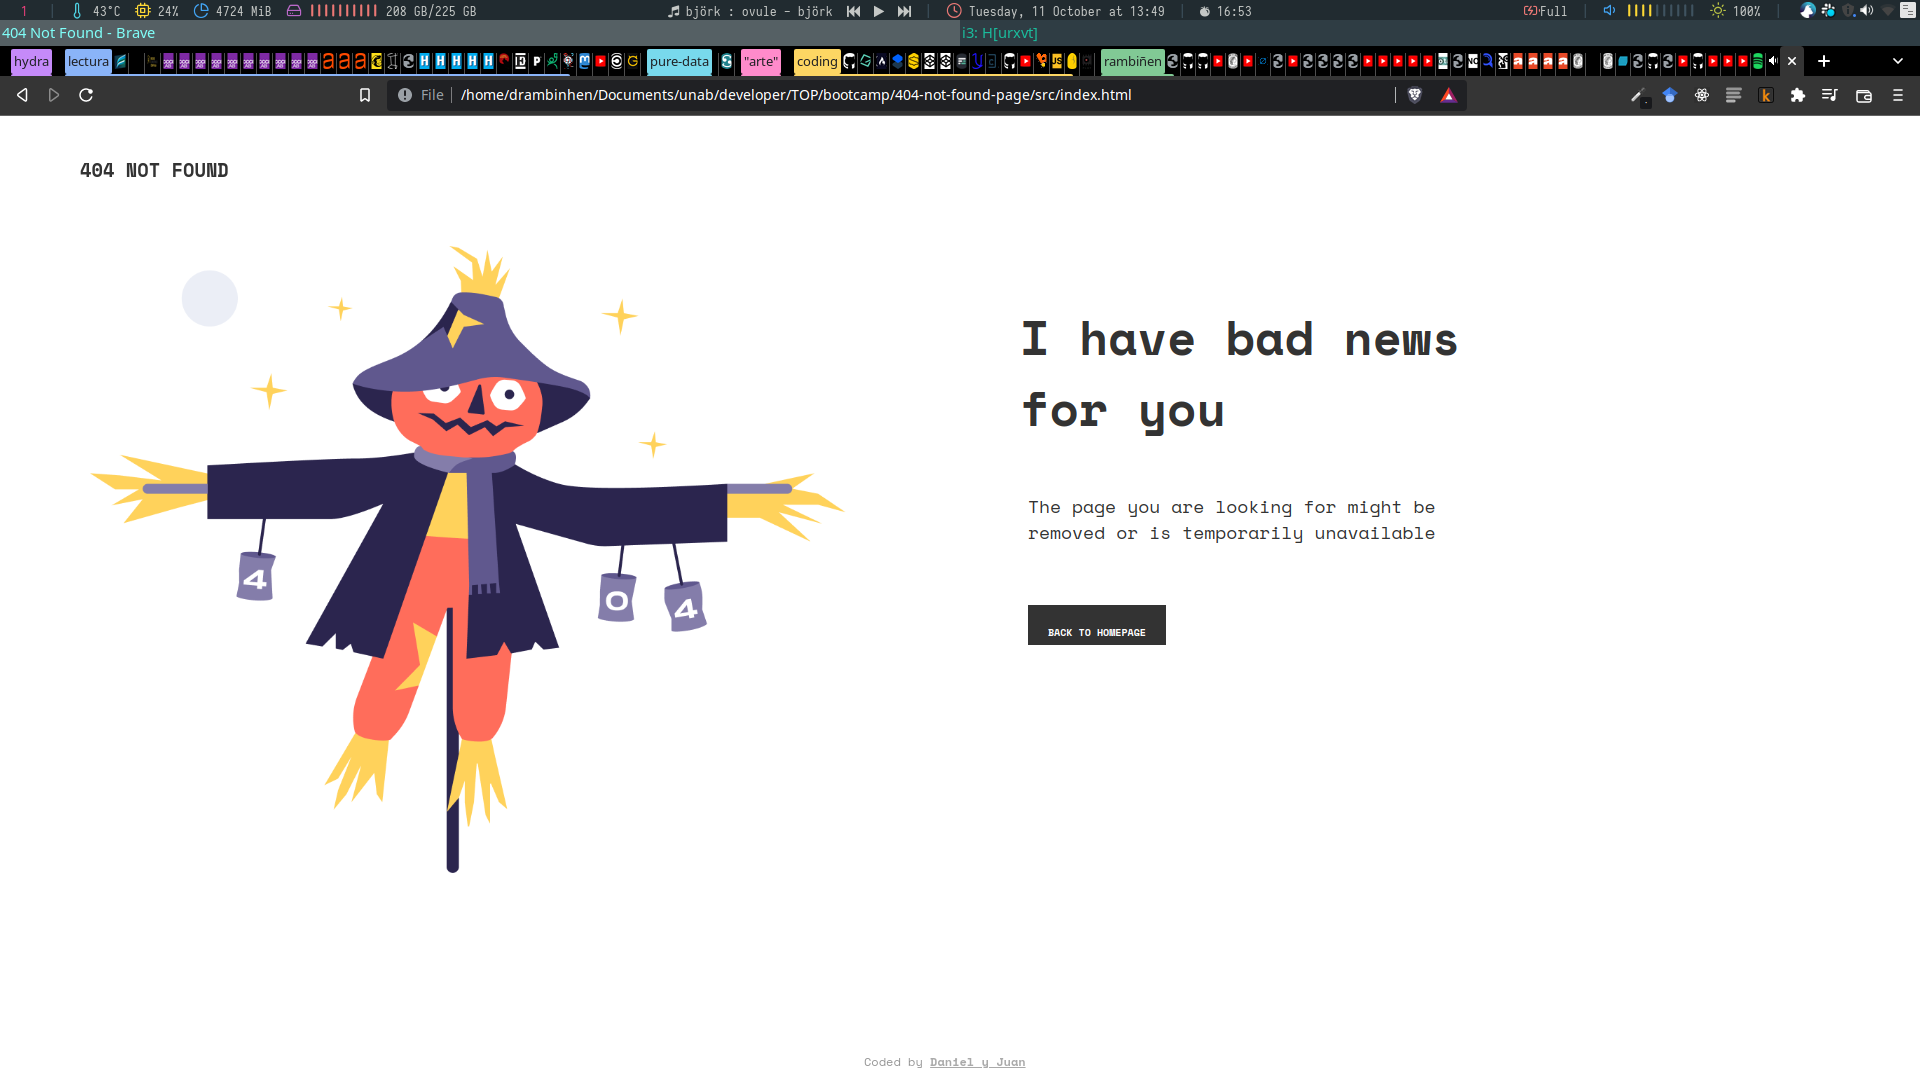 1 43°C 24% 4724 MiB 208 GB/225 GB björk : ovule – björk Tuesday, 11 October at 13:49 16:53 Full 100%
404 Not Found - Brave i3: H[urxvt]
hydra lectura pure-data "arte" coding rambiñen
File /home/drambinhen/Documents/unab/developer/TOP/bootcamp/404-not-found-page/src/index.html
404 NOT FOUND
I have bad news
for you
The page you are looking for might be
removed or is temporarily unavailable
4
0
4
BACK TO HOMEPAGE
Coded by Daniel y Juan